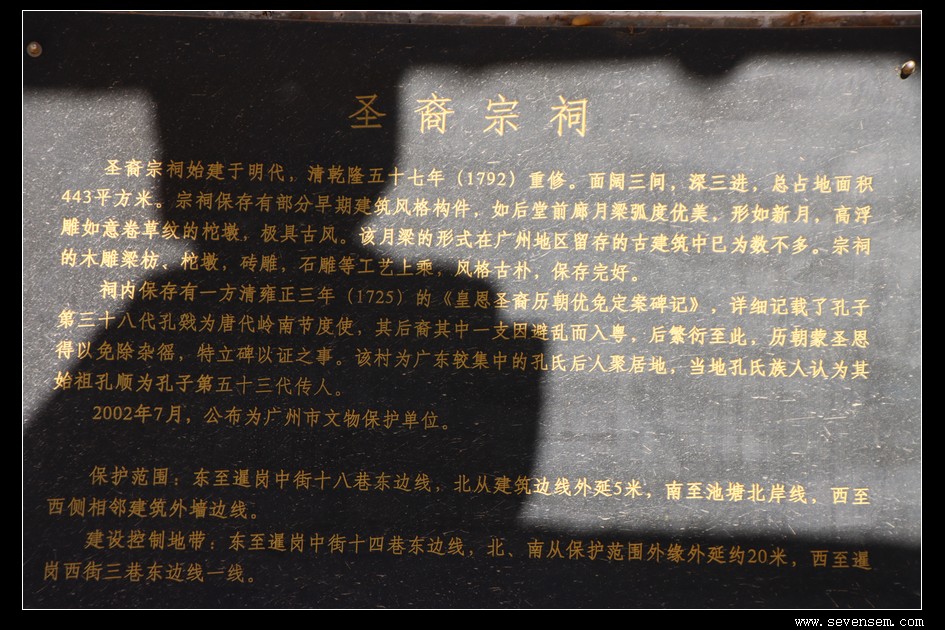 圣裔宗祠
圣裔宗祠始建于明代，清乾隆五十七年（1792）重修。面阔三间，深三进，总占地面积
443平方米。宗祠保存有部分早期建筑风格构件，如后堂前廊月梁弧度优美，形如新月，高浮
雕如意卷草纹的柁墩，极具古风。该月梁的形式在广州地区留存的古建筑中已为数不多。宗祠
的木雕梁枋、柁墩，砖雕，石雕等工艺上乘，风格古朴，保存完好。
祠内保存有一方清雍正三年（1725）的《皇恩圣裔历朝优免定案碑记》，详细记载了孔子
第三十八代孔戣为唐代岭南节度使，其后裔其中一支因避乱而入粤，后繁衍至此，历朝蒙圣恩
得以免除杂徭，特立碑以证之事。该村为广东较集中的孔氏后人聚居地，当地孔氏族人认为其
始祖孔顺为孔子第五十三代传人。
2002年7月，公布为广州市文物保护单位。
保护范围：东至暹岗中街十八巷东边线，北从建筑边线外延5米，南至池塘北岸线，西至
西侧相邻建筑外墙边线。
建设控制地带：东至暹岗中街十四巷东边线，北、南从保护范围外缘外延约20米，西至暹
岗西街三巷东边线一线。
www.sevensem.com